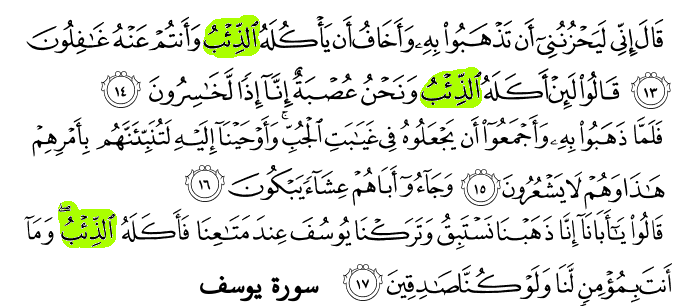 قَالَ إِنِّي لَيَحْزُنُنِيٓ أَن تَذْهَبُوا۟ بِهِۦ وَأَخَافُ أَن يَأْكُلَهُ ٱلذِّئْبُ وَأَنتُمْ عَنْهُ غَٰفِلُونَ
١٣ قَالُوا۟ لَئِنْ أَكَلَهُ ٱلذِّئْبُ وَنَحْنُ عُصْبَةٌ إِنَّآ إِذًا لَّخَٰسِرُونَ ١٤
فَلَمَّا ذَهَبُوا۟ بِهِۦ وَأَجْمَعُوٓا۟ أَن يَجْعَلُوهُ فِي غَيَٰبَتِ ٱلْجُبِّ ۚ وَأَوْحَيْنَآ إِلَيْهِ لَتُنَبِّئَنَّهُم بِأَمْرِهِمْ
هَٰذَا وَهُمْ لَا يَشْعُرُونَ ١٥ وَجَآءُوٓ أَبَاهُمْ عِشَآءً يَبْكُونَ ١٦
قَالُوا۟ يَٰٓأَبَانَآ إِنَّا ذَهَبْنَا نَسْتَبِقُ وَتَرَكْنَا يُوسُفَ عِندَ مَتَٰعِنَا فَأَكَلَهُ ٱلذِّئْبُ ۖ وَمَآ
أَنتَ بِمُؤْمِنٍ لَّنَا وَلَوْ كُنَّا صَٰدِقِينَ ١٧ سورة يوسف